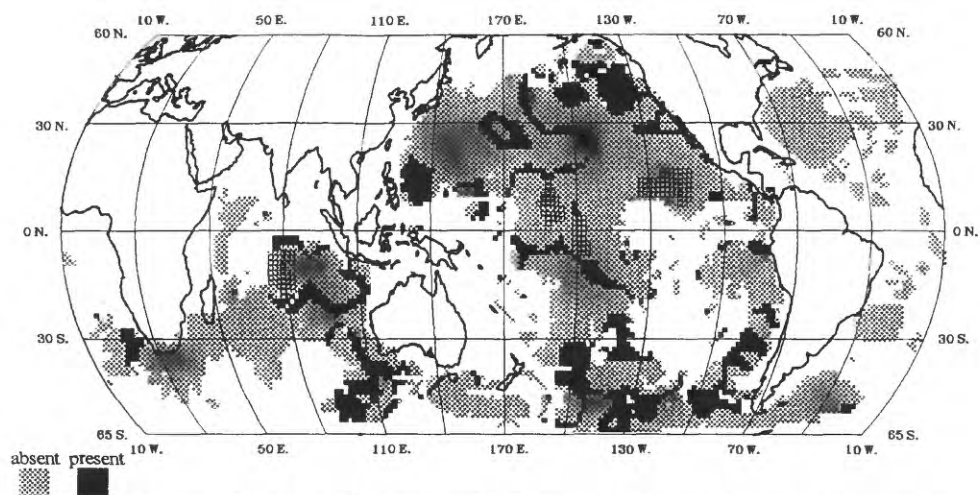 10 W. 50 E. 110 E. 170 E. 130 W. 70 W. 10 W.
60 N. 60 N.
30 N. 30 N.
0 N. 0 N.
30 S. 30 S.
65 S. 65 S.
10 W. 50 E. 110 E. 170 E. 130 W. 70 W. 10 W.
absent present